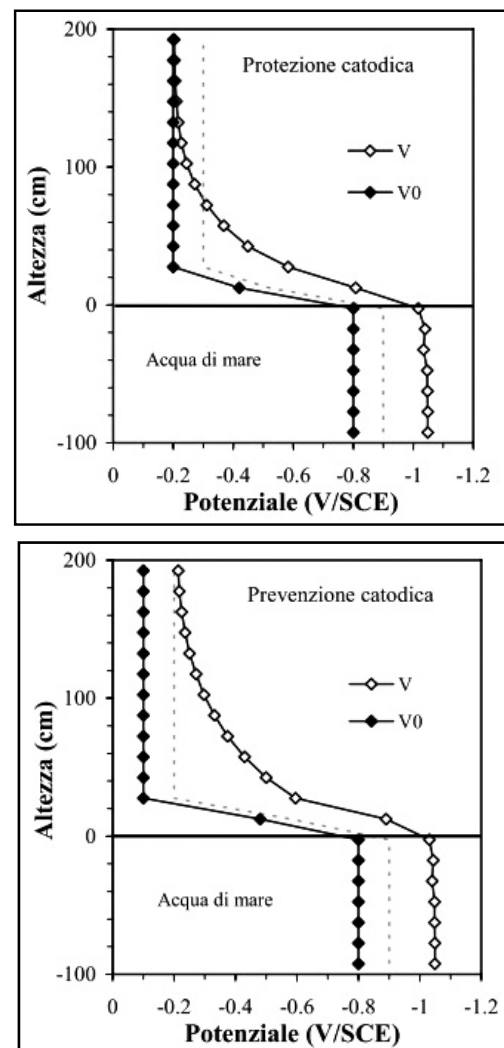 200
Protezione catodica
V
V0
100
Altezza (cm)
0
Acqua di mare
-100
0 -0.2 -0.4 -0.6 -0.8 -1 -1.2
Potenziale (V/SCE)
200
Prevenzione catodica
V
V0
100
Altezza (cm)
0
Acqua di mare
-100
0 -0.2 -0.4 -0.6 -0.8 -1 -1.2
Potenziale (V/SCE)